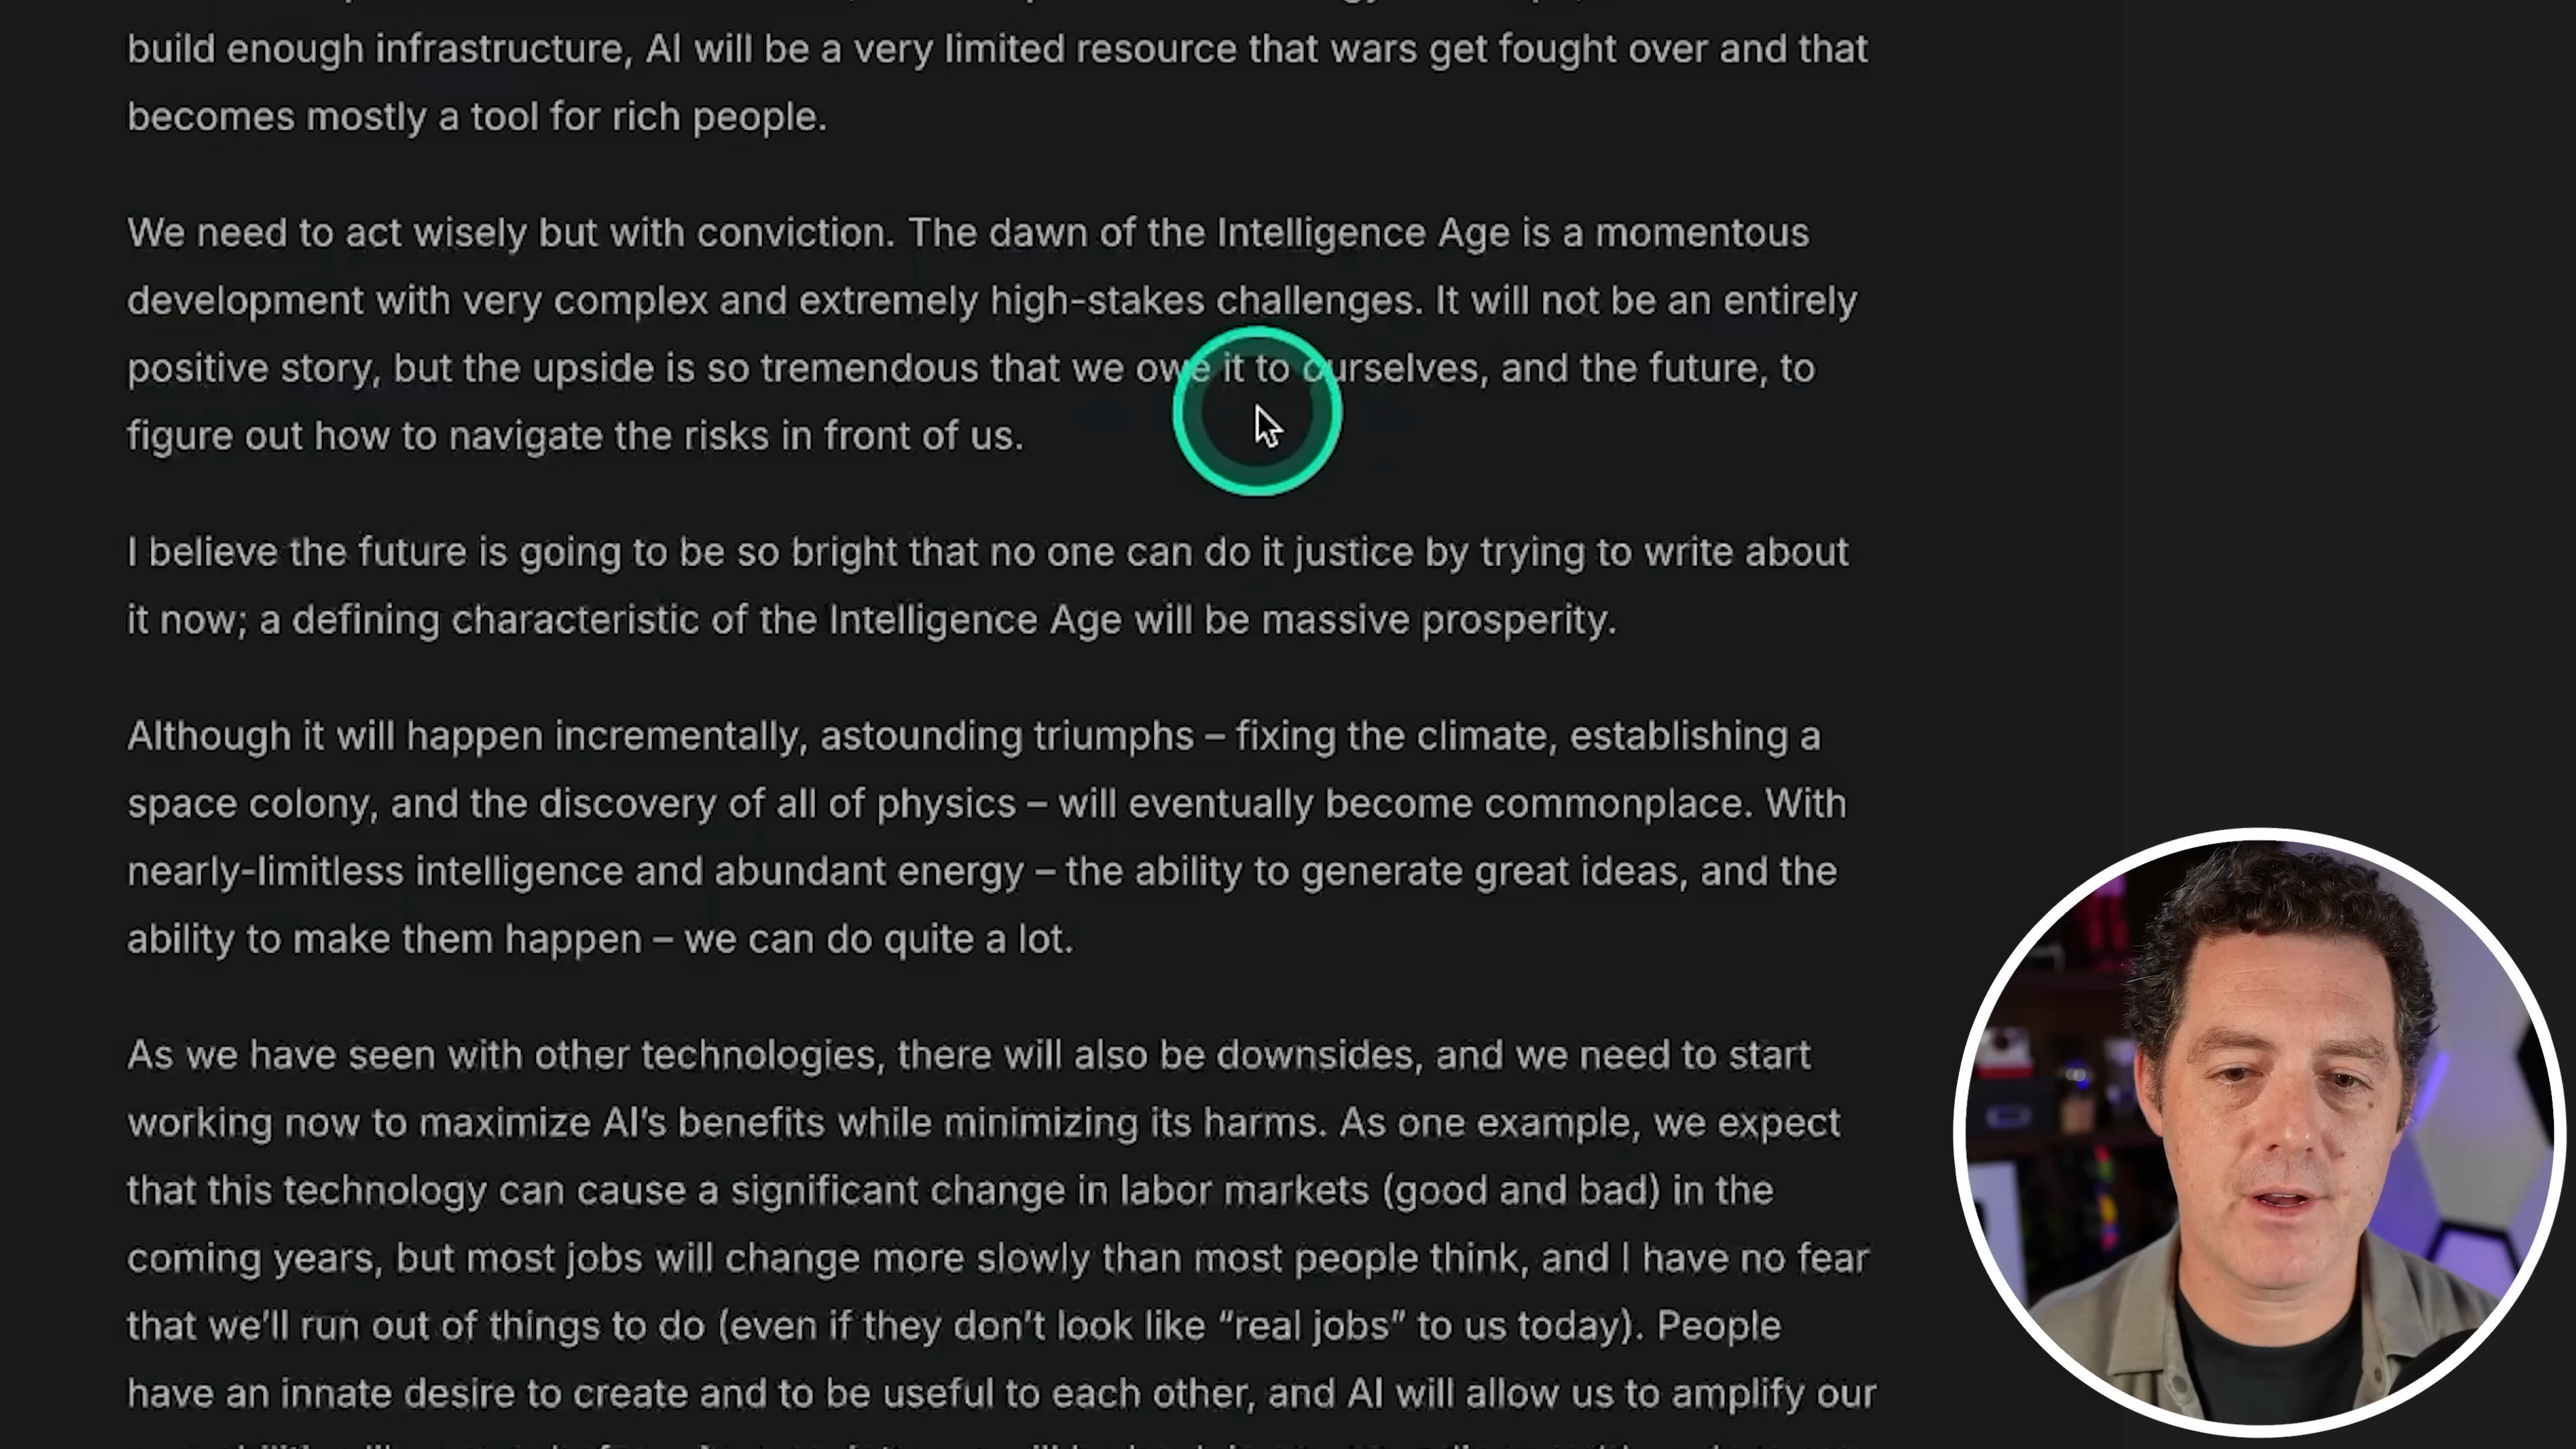 build enough infrastructure, AI will be a very limited resource that wars get fought over and that
becomes mostly a tool for rich people.
We need to act wisely but with conviction. The dawn of the Intelligence Age is a momentous
development with very complex and extremely high-stakes challenges. It will not be an entirely
positive story, but the upside is so tremendous that we owe it to ourselves, and the future, to
figure out how to navigate the risks in front of us.
I believe the future is going to be so bright that no one can do it justice by trying to write about
it now; a defining characteristic of the Intelligence Age will be massive prosperity.
Although it will happen incrementally, astounding triumphs – fixing the climate, establishing a
space colony, and the discovery of all of physics – will eventually become commonplace. With
nearly-limitless intelligence and abundant energy – the ability to generate great ideas, and the
ability to make them happen – we can do quite a lot.
As we have seen with other technologies, there will also be downsides, and we need to start
working now to maximize AI’s benefits while minimizing its harms. As one example, we expect
that this technology can cause a significant change in labor markets (good and bad) in the
coming years, but most jobs will change more slowly than most people think, and I have no fear
that we’ll run out of things to do (even if they don’t look like “real jobs” to us today). People
have an innate desire to create and to be useful to each other, and AI will allow us to amplify our